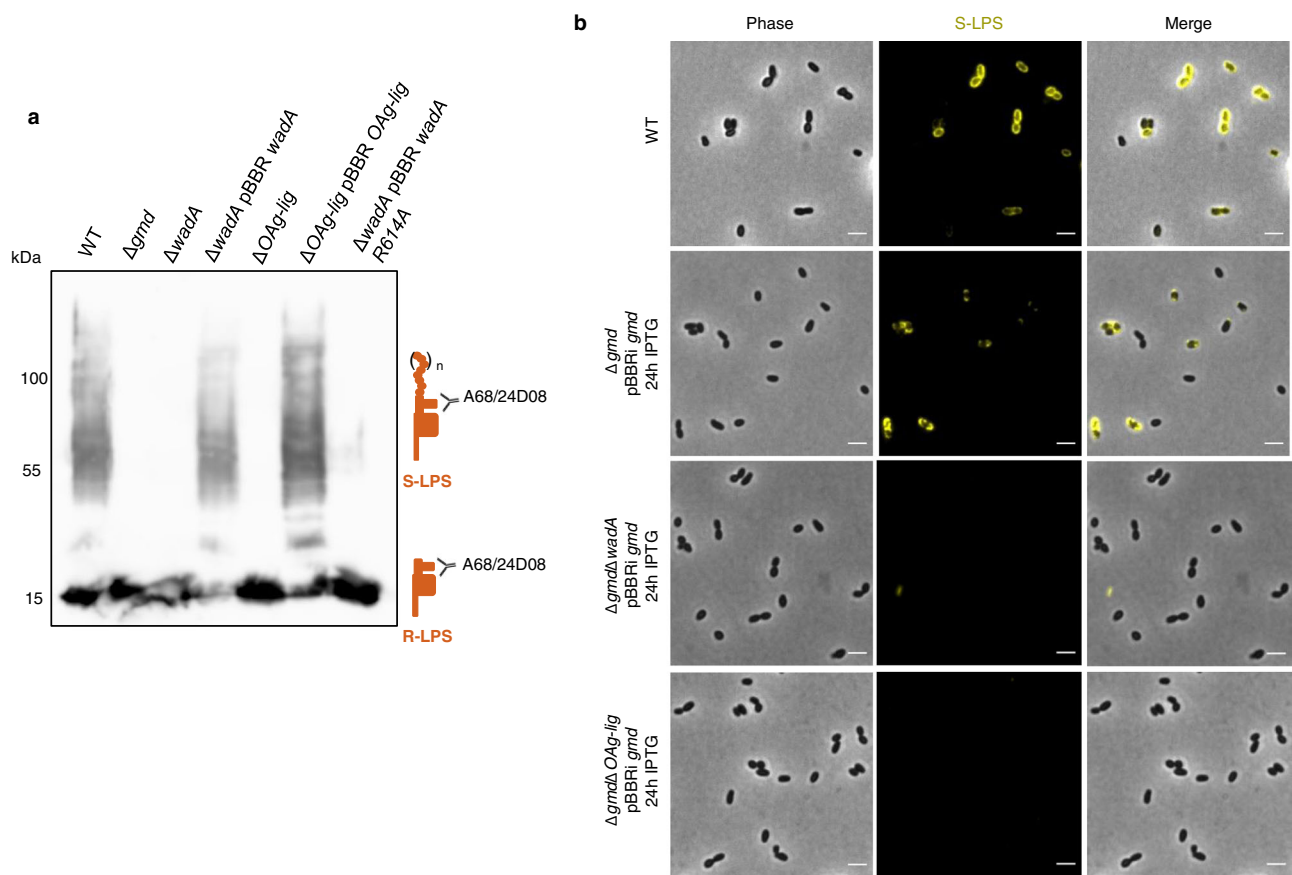 a
kDa
WT
Δgmd
ΔwadA
ΔwadA pBBR wadA
ΔOAg-lig
ΔOAg-lig pBBR OAg-lig
ΔwadA pBBR wadA
R614A
100
55
15
( )n
A68/24D08
S-LPS
A68/24D08
R-LPS
b
Phase
S-LPS
Merge
WT
Δgmd
pBBRi gmd
24h IPTG
ΔgmdΔwadA
pBBRi gmd
24h IPTG
ΔgmdΔOAg-lig
pBBRi gmd
24h IPTG